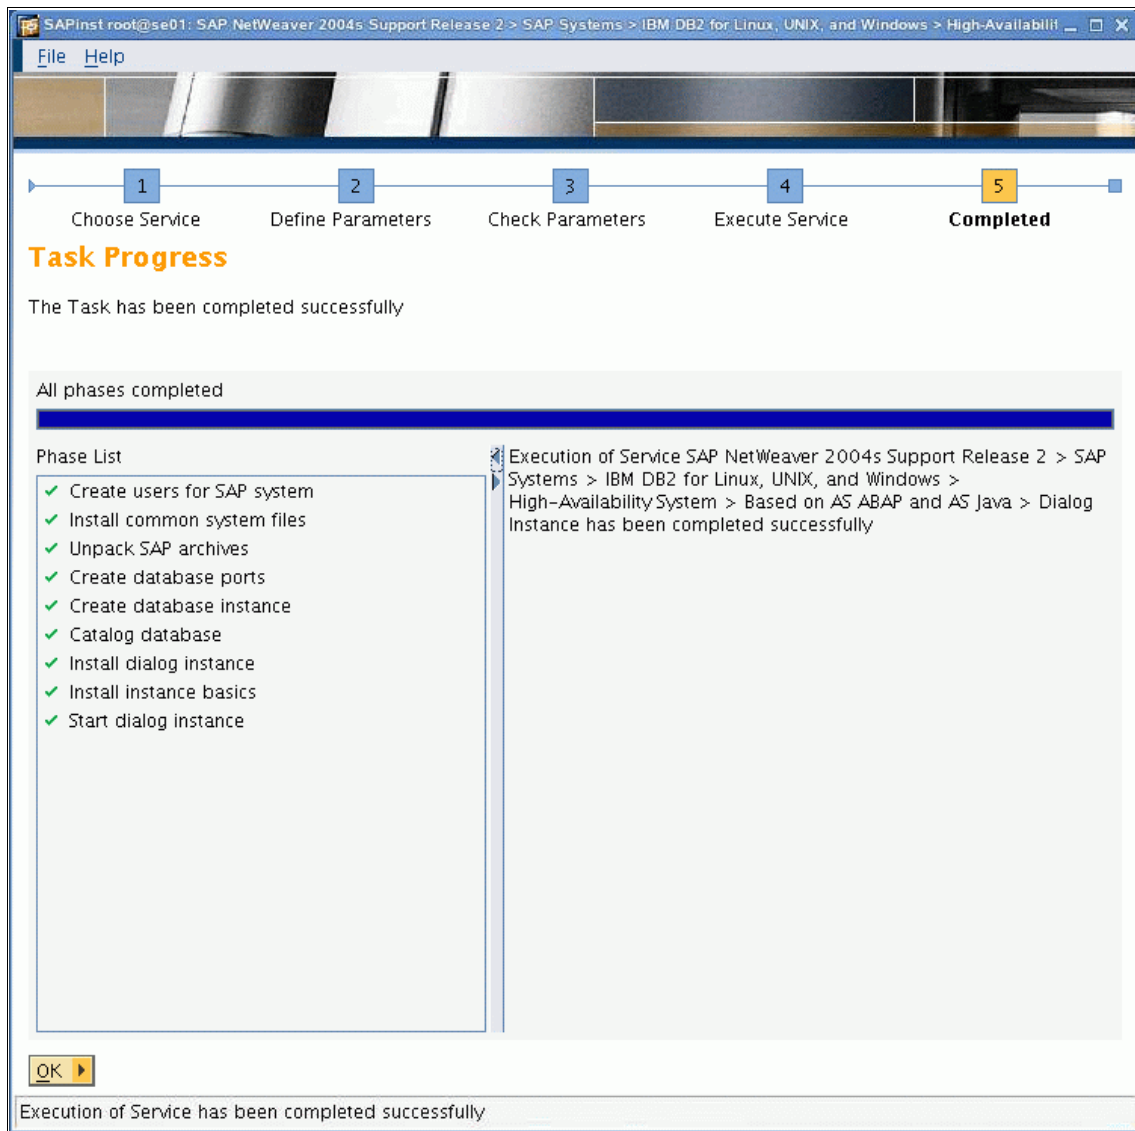 SAPinst root@se01: SAP NetWeaver 2004s Support Release 2 > SAP Systems > IBM DB2 for Linux, UNIX, and Windows > High-Availabilit
File Help
1 2 3 4 5
Choose Service Define Parameters Check Parameters Execute Service Completed
Task Progress
The Task has been completed successfully
All phases completed
Phase List
Create users for SAP system
Install common system files
Unpack SAP archives
Create database ports
Create database instance
Catalog database
Install dialog instance
Install instance basics
Start dialog instance
Execution of Service SAP NetWeaver 2004s Support Release 2 > SAP
Systems > IBM DB2 for Linux, UNIX, and Windows >
High-Availability System > Based on AS ABAP and AS Java > Dialog
Instance has been completed successfully
OK
Execution of Service has been completed successfully